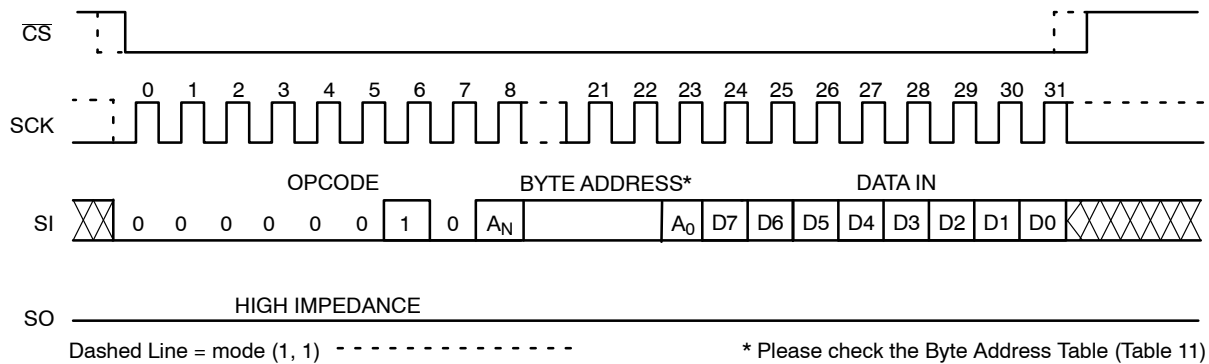 CS
0 1 2 3 4 5 6 7 8 21 22 23 24 25 26 27 28 29 30 31
SCK
OPCODE BYTE ADDRESS* DATA IN
SI 0 0 0 0 0 0 1 0 AN A0 D7 D6 D5 D4 D3 D2 D1 D0
HIGH IMPEDANCE
SO
Dashed Line = mode (1, 1) * Please check the Byte Address Table (Table 11)